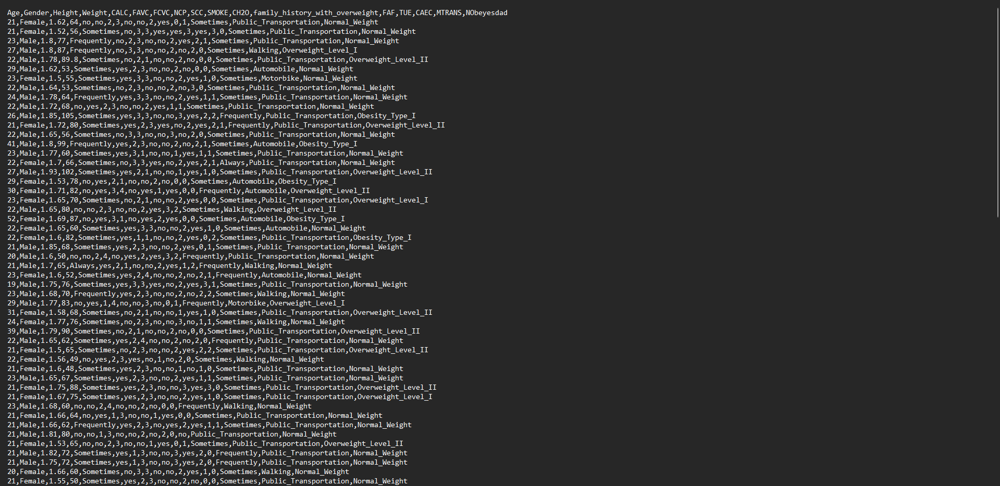 Age,Gender,Height,Weight,CALC,FAVC,FCVC,NCP,SCC,SMOKE,CH2O,family_history_with_overweight,FAF,TUE,CAEC,MTRANS,NObeyesdad
21,Female,1.62,64,no,no,2,3,no,no,2,yes,0,1,Sometimes,Public_Transportation,Normal_Weight
21,Female,1.52,56,Sometimes,no,3,3,yes,yes,3,yes,3,0,Sometimes,Public_Transportation,Normal_Weight
23,Male,1.8,77,Frequently,no,2,3,no,no,2,yes,2,1,Sometimes,Public_Transportation,Normal_Weight
27,Male,1.8,87,Frequently,no,3,3,no,no,2,no,2,0,Sometimes,Walking,Overweight_Level_I
22,Male,1.78,89.8,Sometimes,no,2,1,no,no,2,no,0,0,Sometimes,Public_Transportation,Overweight_Level_II
29,Male,1.62,53,Sometimes,yes,2,3,no,no,2,no,0,0,Sometimes,Automobile,Normal_Weight
23,Female,1.5,55,Sometimes,yes,3,3,no,no,2,yes,1,0,Sometimes,Motorbike,Normal_Weight
22,Male,1.64,53,Sometimes,no,2,3,no,no,2,no,3,0,Sometimes,Public_Transportation,Normal_Weight
24,Male,1.78,64,Frequently,yes,3,3,no,no,2,yes,1,1,Sometimes,Public_Transportation,Normal_Weight
22,Male,1.72,68,no,yes,2,3,no,no,2,yes,1,1,Sometimes,Public_Transportation,Normal_Weight
26,Male,1.85,105,Sometimes,yes,3,3,no,no,3,yes,2,2,Frequently,Public_Transportation,Obesity_Type_I
21,Female,1.72,80,Sometimes,yes,2,3,yes,no,2,yes,2,1,Frequently,Public_Transportation,Overweight_Level_II
22,Male,1.65,56,Sometimes,no,3,3,no,no,3,no,2,0,Sometimes,Public_Transportation,Normal_Weight
41,Male,1.8,99,Frequently,yes,2,3,no,no,2,no,2,1,Sometimes,Automobile,Obesity_Type_I
23,Male,1.77,60,Sometimes,yes,3,1,no,no,1,yes,1,1,Sometimes,Public_Transportation,Normal_Weight
22,Female,1.7,66,Sometimes,no,3,3,yes,no,2,yes,2,1,Always,Public_Transportation,Normal_Weight
27,Male,1.93,102,Sometimes,yes,2,1,no,no,1,yes,1,0,Sometimes,Public_Transportation,Overweight_Level_II
29,Female,1.53,78,no,yes,2,1,no,no,2,no,0,0,Sometimes,Automobile,Obesity_Type_I
30,Female,1.71,82,no,yes,3,4,no,yes,1,yes,0,0,Frequently,Automobile,Overweight_Level_II
23,Female,1.65,70,Sometimes,no,2,1,no,no,2,yes,0,0,Sometimes,Public_Transportation,Overweight_Level_I
22,Male,1.65,80,no,no,2,3,no,no,2,yes,3,2,Sometimes,Walking,Overweight_Level_II
52,Female,1.69,87,no,yes,3,1,no,yes,2,yes,0,0,Sometimes,Automobile,Obesity_Type_I
22,Female,1.65,60,Sometimes,yes,3,3,no,no,2,yes,1,0,Sometimes,Automobile,Normal_Weight
22,Female,1.6,82,Sometimes,yes,1,1,no,no,2,yes,0,2,Sometimes,Public_Transportation,Obesity_Type_I
21,Male,1.85,68,Sometimes,yes,2,3,no,no,2,yes,0,1,Sometimes,Public_Transportation,Normal_Weight
20,Male,1.6,50,no,no,2,4,no,yes,2,yes,3,2,Frequently,Public_Transportation,Normal_Weight
21,Male,1.7,65,Always,yes,2,1,no,no,2,yes,1,2,Frequently,Walking,Normal_Weight
23,Female,1.6,52,Sometimes,yes,2,4,no,no,2,no,2,1,Frequently,Automobile,Normal_Weight
19,Male,1.75,76,Sometimes,yes,3,3,yes,no,2,yes,3,1,Sometimes,Public_Transportation,Normal_Weight
23,Male,1.68,70,Frequently,yes,2,3,no,no,2,no,2,2,Sometimes,Walking,Normal_Weight
29,Male,1.77,83,no,yes,1,4,no,no,3,no,0,1,Frequently,Motorbike,Overweight_Level_I
31,Female,1.58,68,Sometimes,no,2,1,no,no,1,yes,1,0,Sometimes,Public_Transportation,Overweight_Level_II
24,Female,1.77,76,Sometimes,no,2,3,no,no,3,no,1,1,Sometimes,Walking,Normal_Weight
39,Male,1.79,90,Sometimes,no,2,1,no,no,2,no,0,0,Sometimes,Public_Transportation,Overweight_Level_II
22,Male,1.65,62,Sometimes,yes,2,4,no,no,2,no,2,0,Frequently,Public_Transportation,Normal_Weight
21,Female,1.5,65,Sometimes,no,2,3,no,no,2,yes,2,2,Sometimes,Public_Transportation,Overweight_Level_II
22,Female,1.56,49,no,yes,2,3,yes,no,1,no,2,0,Sometimes,Walking,Normal_Weight
21,Female,1.6,48,Sometimes,yes,2,3,no,no,1,no,1,0,Sometimes,Public_Transportation,Normal_Weight
23,Male,1.65,67,Sometimes,yes,2,3,no,no,2,yes,1,1,Sometimes,Public_Transportation,Normal_Weight
21,Female,1.75,88,Sometimes,yes,2,3,no,no,3,yes,3,0,Sometimes,Public_Transportation,Overweight_Level_II
21,Female,1.67,75,Sometimes,yes,2,3,no,no,2,yes,1,0,Sometimes,Public_Transportation,Overweight_Level_I
23,Male,1.68,60,no,no,2,4,no,no,2,no,0,0,Frequently,Walking,Normal_Weight
21,Female,1.66,64,no,yes,1,3,no,no,1,yes,0,0,Sometimes,Public_Transportation,Normal_Weight
21,Male,1.66,62,Frequently,yes,2,3,no,yes,2,yes,1,1,Sometimes,Public_Transportation,Normal_Weight
21,Male,1.81,80,no,no,1,3,no,no,2,no,2,0,no,Public_Transportation,Normal_Weight
21,Female,1.53,65,no,no,2,3,no,no,1,yes,0,1,Sometimes,Public_Transportation,Overweight_Level_II
21,Male,1.82,72,Sometimes,yes,1,3,no,no,3,yes,2,0,Frequently,Public_Transportation,Normal_Weight
21,Male,1.75,72,Sometimes,yes,1,3,no,no,3,yes,2,0,Frequently,Public_Transportation,Normal_Weight
20,Female,1.66,60,Sometimes,no,3,3,no,no,2,yes,1,0,Sometimes,Walking,Normal_Weight
21,Female,1.55,50,Sometimes,yes,2,3,no,no,2,no,0,0,Sometimes,Public_Transportation,Normal_Weight